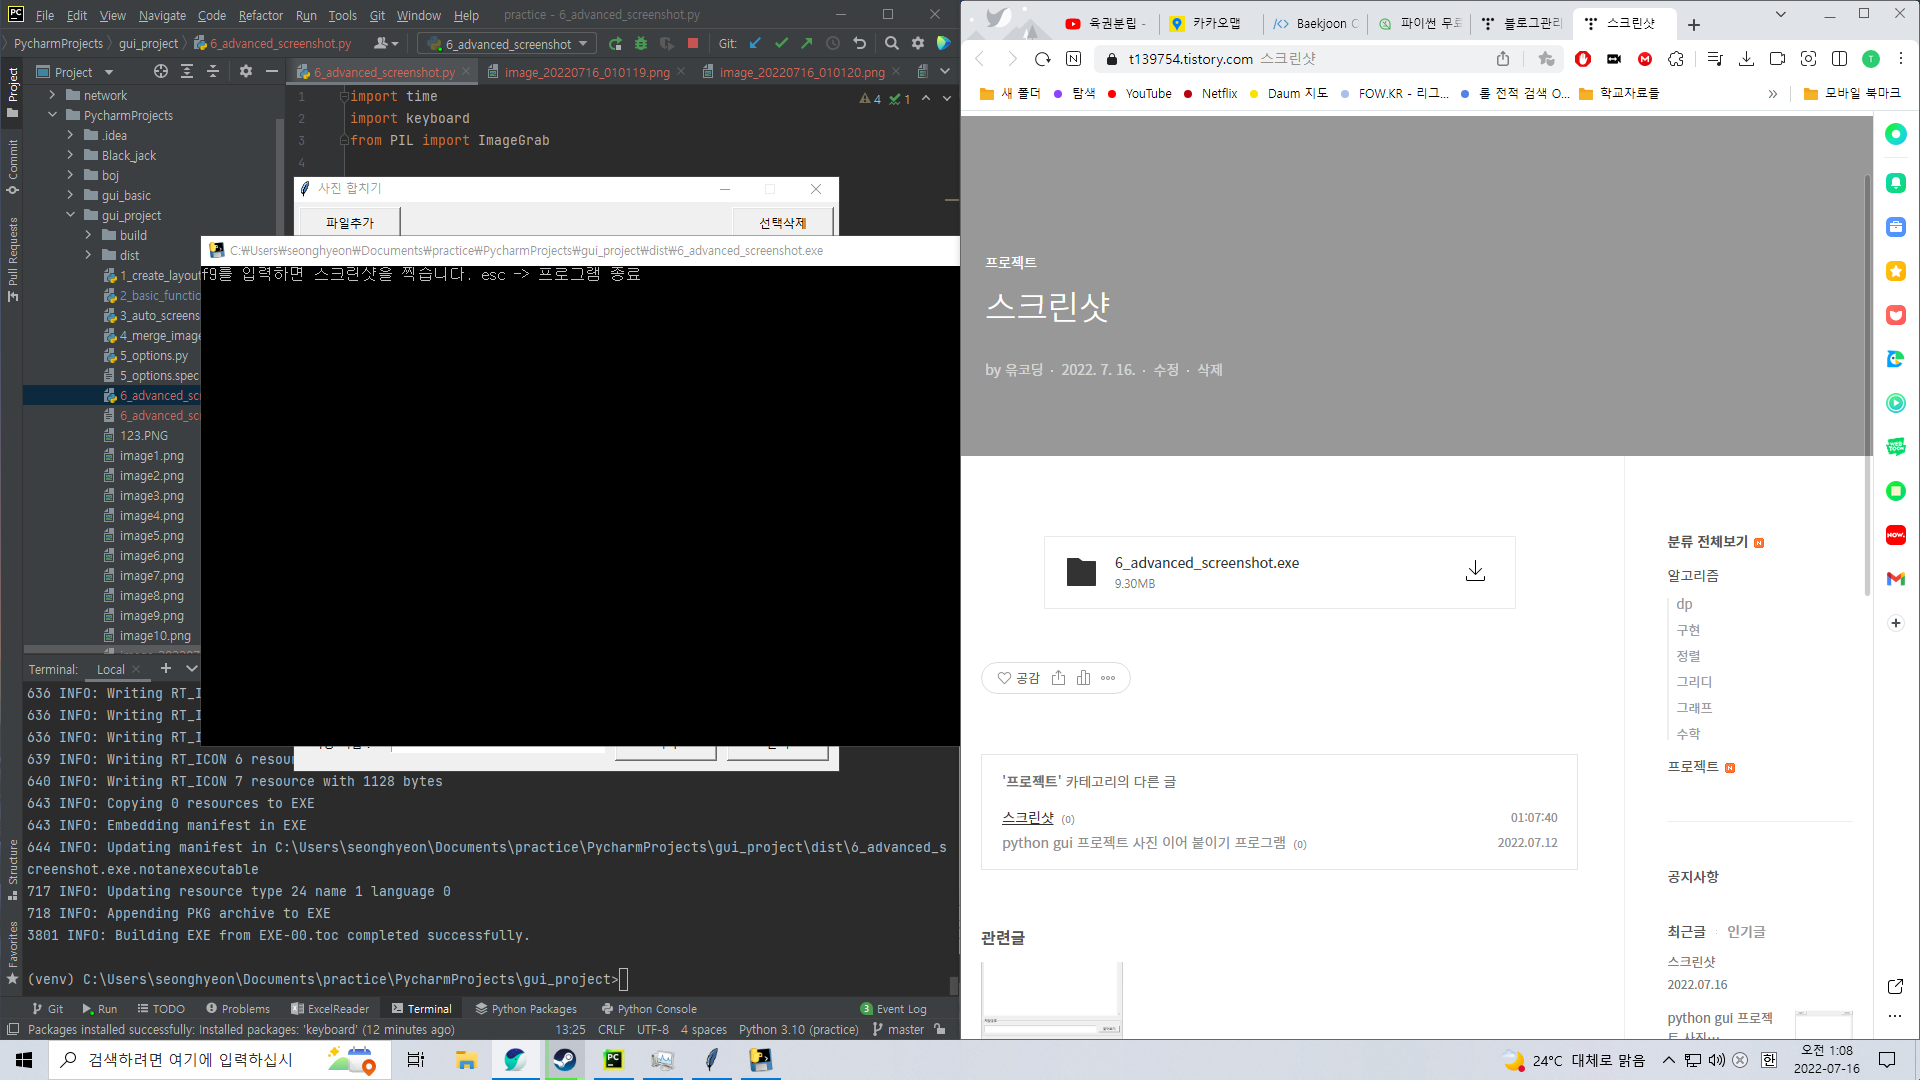 File Edit View Navigate Code Refactor Run Tools Git Window Help practice - 6_advanced_screenshot.py
PycharmProjects gui_project 6_advanced_screenshot.py 6_advanced_screenshot Git:
Project
6_advanced_screenshot.py image_20220716_010119.png image_20220716_010120.png
Project
Commit
Pull Requests
Structure
Favorites
network
PycharmProjects
.idea
Black_jack
boj
gui_basic
gui_project
build
dist
1_create_layou
2_basic_functio
3_auto_screens
4_merge_image
5_options.py
5_options.spec
6_advanced_scr
6_advanced_scr
123.PNG
image1.png
image2.png
image3.png
image4.png
image5.png
image6.png
image7.png
image8.png
image9.png
image10.png
1 import time
2 import keyboard
3 from PIL import ImageGrab
4
4 1
사진 합치기
파일추가 선택삭제
C:₩Users₩seonghyeon₩Documents₩practice₩PycharmProjects₩gui_project₩dist₩6_advanced_screenshot.exe
f9를 입력하면 스크린샷을 찍습니다. esc -> 프로그램 종료
Terminal: Local
636 INFO: Writing RT_I
636 INFO: Writing RT_I
636 INFO: Writing RT_I
639 INFO: Writing RT_ICON 6 resour
640 INFO: Writing RT_ICON 7 resource with 1128 bytes
643 INFO: Copying 0 resources to EXE
643 INFO: Embedding manifest in EXE
644 INFO: Updating manifest in C:\Users\seonghyeon\Documents\practice\PycharmProjects\gui_project\dist\6_advanced_s
creenshot.exe.notanexecutable
717 INFO: Updating resource type 24 name 1 language 0
718 INFO: Appending PKG archive to EXE
3801 INFO: Building EXE from EXE-00.toc completed successfully.
(venv) C:\Users\seonghyeon\Documents\practice\PycharmProjects\gui_project>
Git Run TODO Problems ExcelReader Terminal Python Packages Python Console 3 Event Log
Packages installed successfully: Installed packages: 'keyboard' (12 minutes ago) 13:25 CRLF UTF-8 4 spaces Python 3.10 (practice) master
육권분립 - 카카오맵 Baekjoon 파이썬 무료 블로그관리 스크린샷
t139754.tistory.com 스크린샷
새 폴더 탐색 YouTube Netflix Daum 지도 FOW.KR - 리그... 롤 전적 검색 O... 학교자료들 모바일 북마크
프로젝트
스크린샷
by 윾코딩 · 2022. 7. 16. · 수정 · 삭제
6_advanced_screenshot.exe
9.30MB
공감
'프로젝트' 카테고리의 다른 글
스크린샷 (0) 01:07:40
python gui 프로젝트 사진 이어 붙이기 프로그램 (0) 2022.07.12
관련글
분류 전체보기 N
알고리즘
dp
구현
정렬
그리디
그래프
수학
프로젝트 N
공지사항
최근글 인기글
스크린샷
2022.07.16
python gui 프로젝
WEB TOON
NOW.
T
검색하려면 여기에 입력하십시
24°C 대체로 맑음 한 오전 1:08
2022-07-16